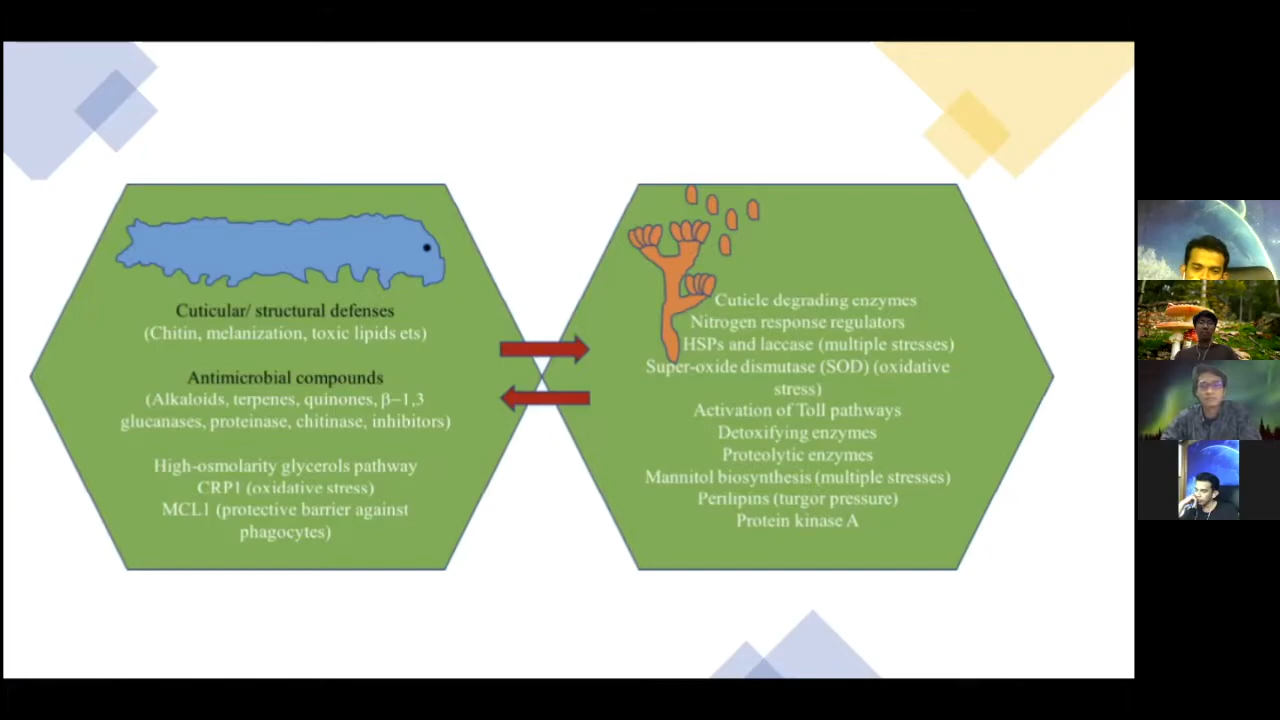 Cuticular/ structural defenses
(Chitin, melanization, toxic lipids ets)
Antimicrobial compounds
(Alkaloids, terpenes, quinones, β–1,3
glucanases, proteinase, chitinase, inhibitors)
High-osmolarity glycerols pathway
CRP1 (oxidative stress)
MCL1 (protective barrier against
phagocytes)
Cuticle degrading enzymes
Nitrogen response regulators
HSPs and laccase (multiple stresses)
Super-oxide dismutase (SOD) (oxidative
stress)
Activation of Toll pathways
Detoxifying enzymes
Proteolytic enzymes
Mannitol biosynthesis (multiple stresses)
Perilipins (turgor pressure)
Protein kinase A